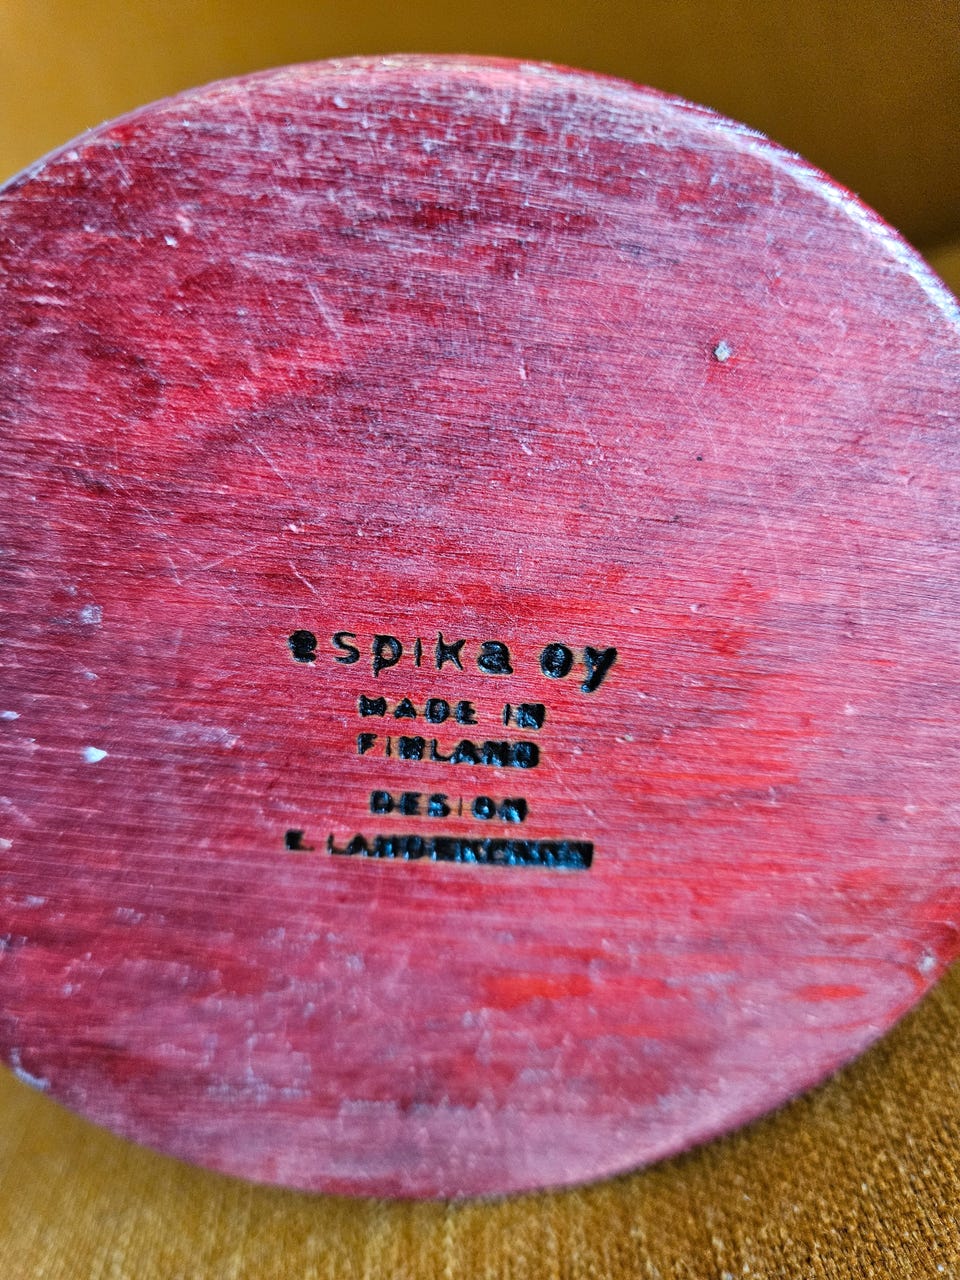 espika oy
MADE IN
FINLAND
DESIGN
E.